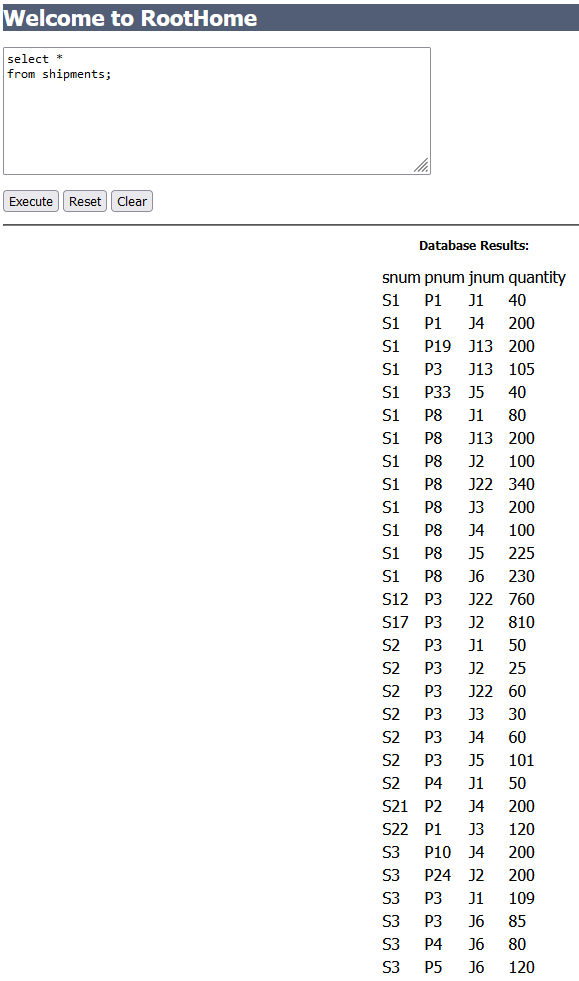 Welcome to RootHome
select *
from shipments;
Execute Reset Clear
Database Results:
snum pnum jnum quantity
S1 P1 J1 40
S1 P1 J4 200
S1 P19 J13 200
S1 P3 J13 105
S1 P33 J5 40
S1 P8 J1 80
S1 P8 J13 200
S1 P8 J2 100
S1 P8 J22 340
S1 P8 J3 200
S1 P8 J4 100
S1 P8 J5 225
S1 P8 J6 230
S12 P3 J22 760
S17 P3 J2 810
S2 P3 J1 50
S2 P3 J2 25
S2 P3 J22 60
S2 P3 J3 30
S2 P3 J4 60
S2 P3 J5 101
S2 P4 J1 50
S21 P2 J4 200
S22 P1 J3 120
S3 P10 J4 200
S3 P24 J2 200
S3 P3 J1 109
S3 P3 J6 85
S3 P4 J6 80
S3 P5 J6 120